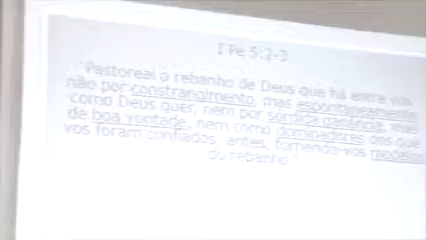 I Pe 5:2-3
"Pastoreai o rebanho de Deus que há entre vós
não por constrangimento, mas espontaneamente
como Deus quer, nem por sórdida ganância, mas
de boa vontade, nem como dominadores dos que
vos foram confiados, antes, tornando-vos modelos
do rebanho."